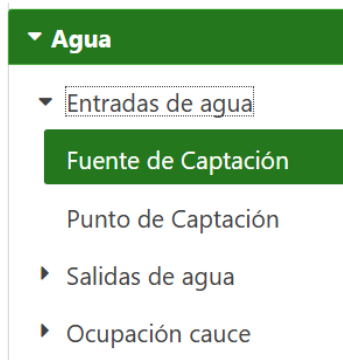 Agua
Entradas de agua
Fuente de Captación
Punto de Captación
Salidas de agua
Ocupación cauce